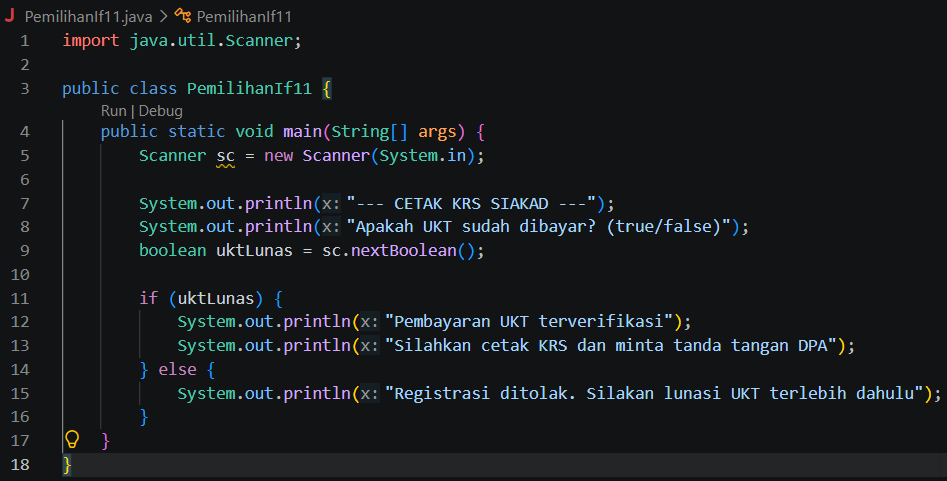 PemilihanIf11.java > PemilihanIf11
1 import java.util.Scanner;
2
3 public class PemilihanIf11 {
Run | Debug
4 public static void main(String[] args) {
5 Scanner sc = new Scanner(System.in);
6
7 System.out.println(x: "--- CETAK KRS SIAKAD ---");
8 System.out.println(x: "Apakah UKT sudah dibayar? (true/false)");
9 boolean uktLunas = sc.nextBoolean();
10
11 if (uktLunas) {
12 System.out.println(x: "Pembayaran UKT terverifikasi");
13 System.out.println(x: "Silahkan cetak KRS dan minta tanda tangan DPA");
14 } else {
15 System.out.println(x: "Registrasi ditolak. Silakan lunasi UKT terlebih dahulu");
16 }
17 }
18 }